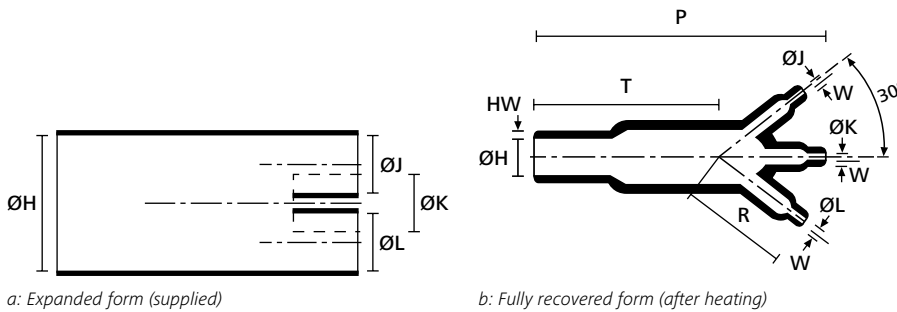 P
ØJ
W
30°
T
HW
ØK
ØH
W
R
ØL
W
ØJ
ØH
ØK
ØL
a: Expanded form (supplied)
b: Fully recovered form (after heating)